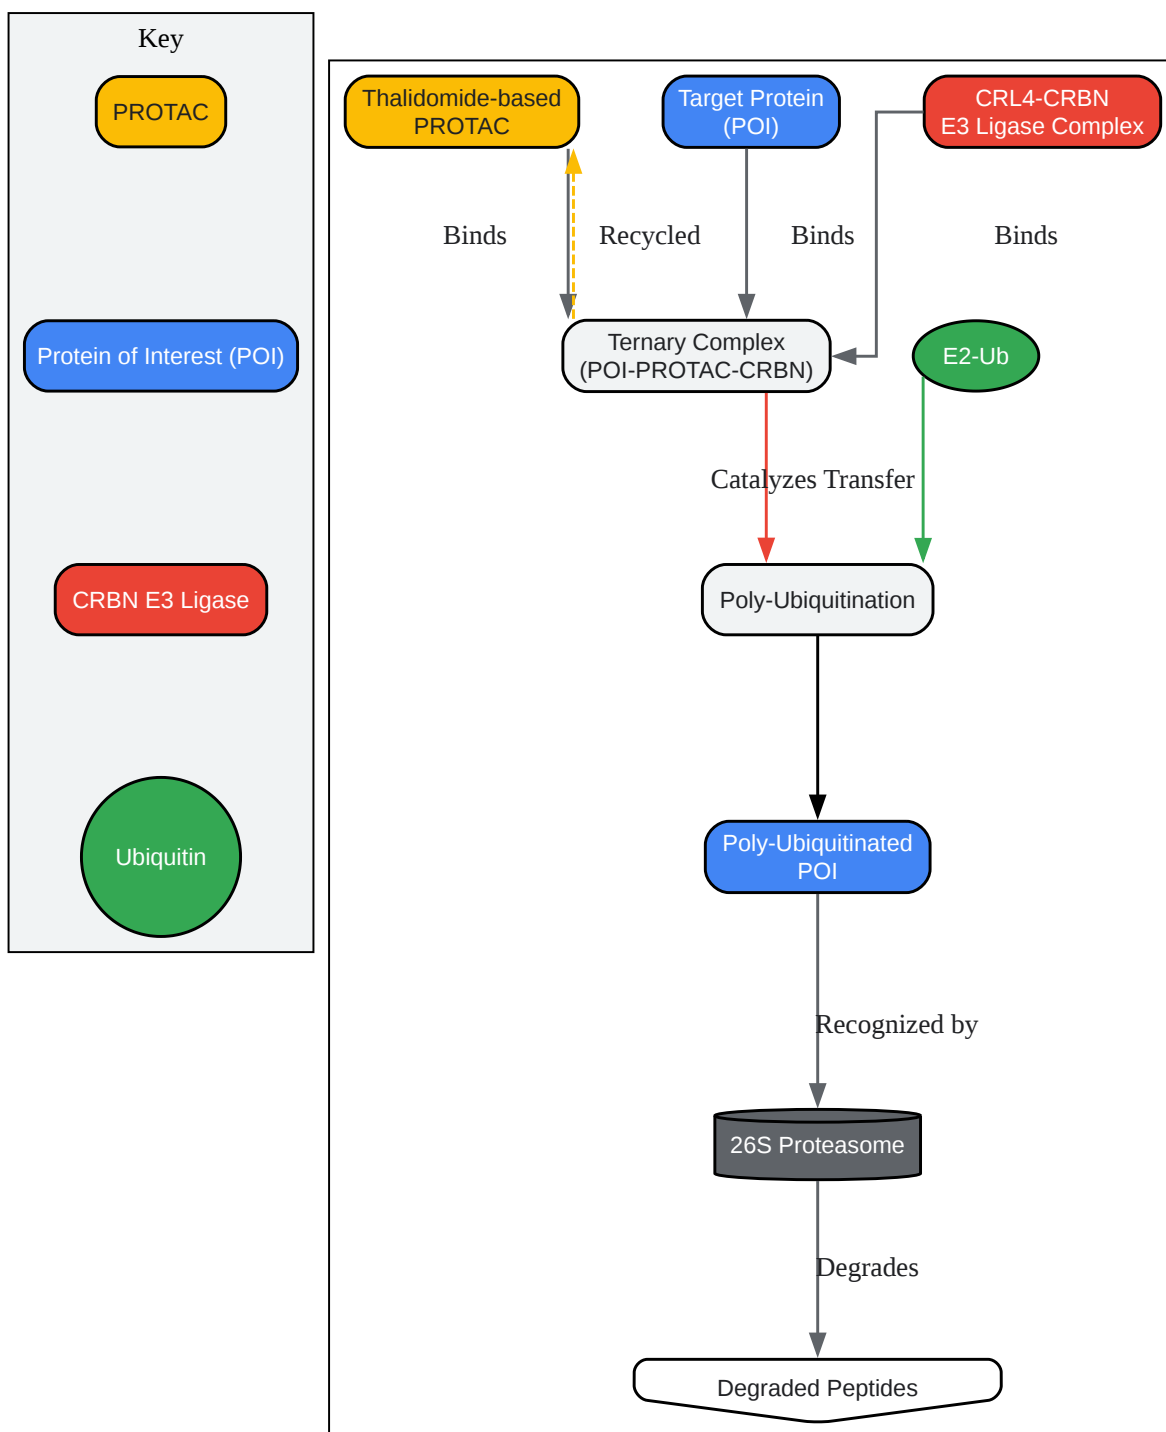 Key
PROTAC
Protein of Interest (POI)
CRBN E3 Ligase
Ubiquitin
Thalidomide-based
PROTAC
Target Protein
(POI)
CRL4-CRBN
E3 Ligase Complex
Binds
Recycled
Binds
Binds
Ternary Complex
(POI-PROTAC-CRBN)
E2-Ub
Catalyzes Transfer
Poly-Ubiquitination
Poly-Ubiquitinated
POI
Recognized by
26S Proteasome
Degrades
Degraded Peptides